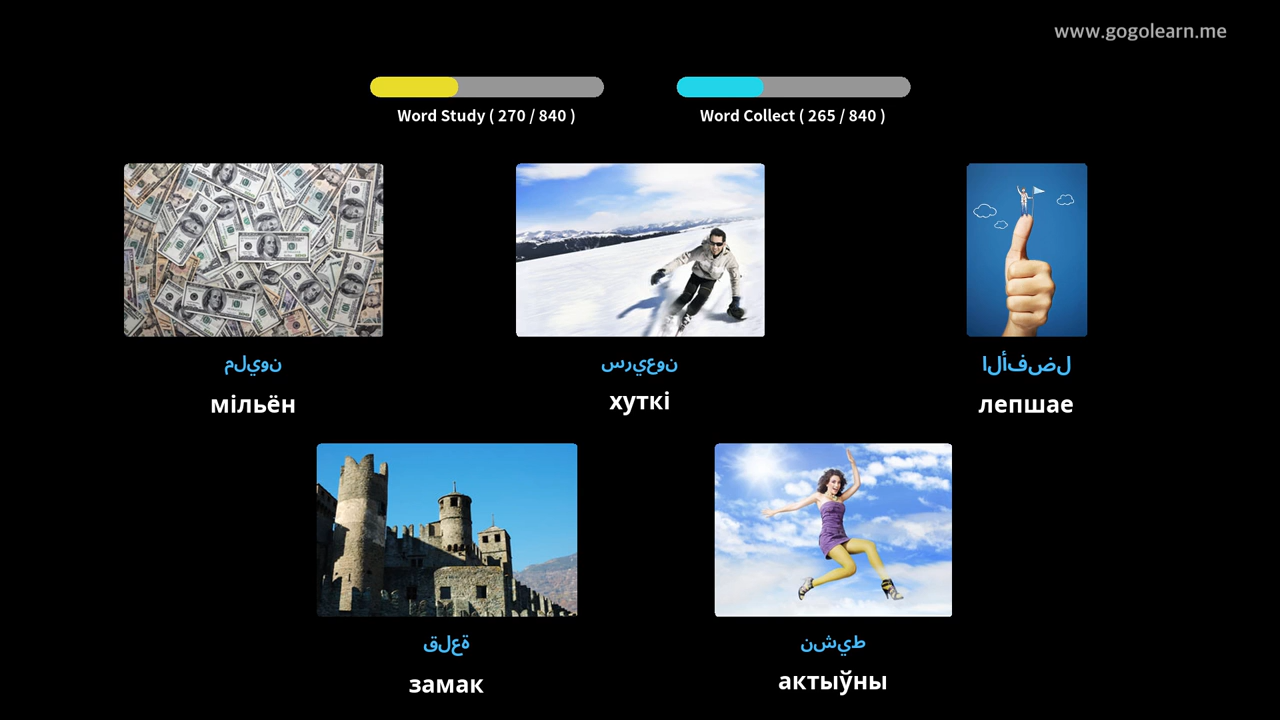 www.gogolearn.me
Word Study ( 270 / 840 )
Word Collect ( 265 / 840 )
مليون
мільён
سريعون
хуткі
الأفضل
лепшае
قلعة
замак
نشيط
актыўны